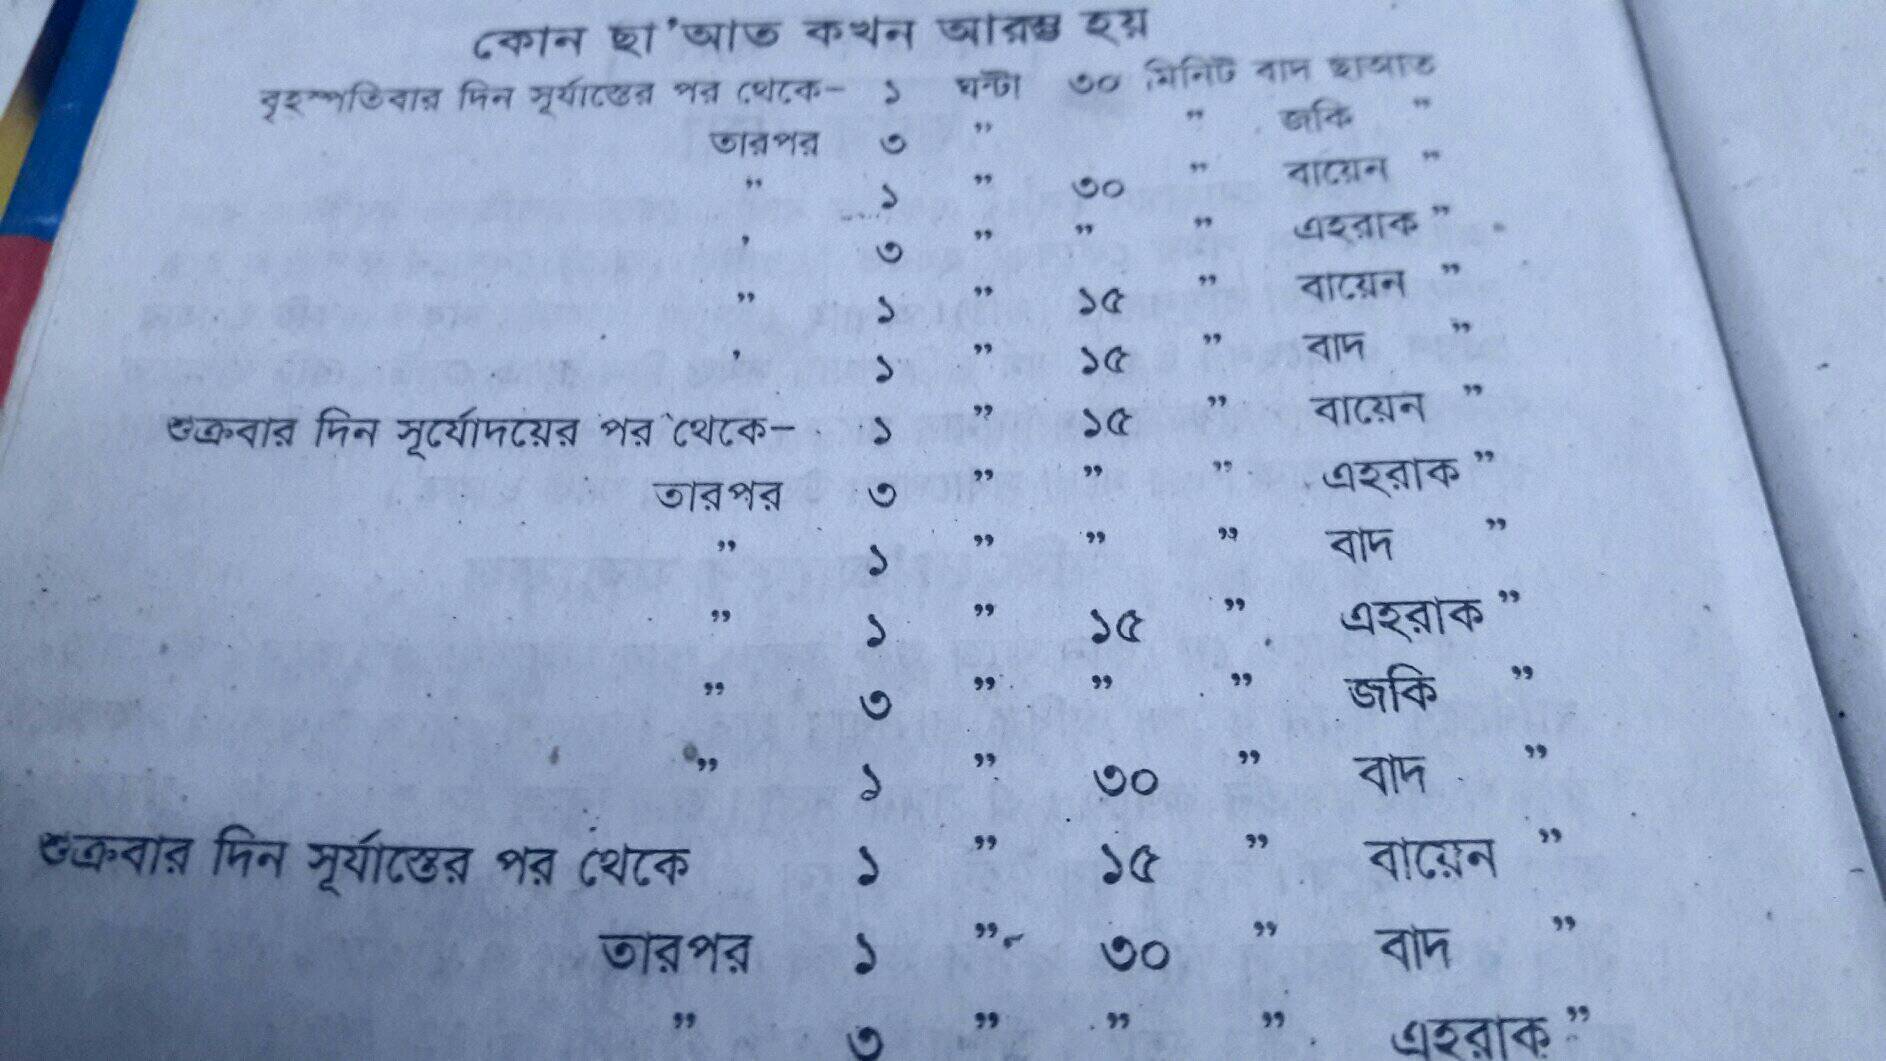 কোন ছা'আত কখন আরম্ভ হয়
বৃহস্পতিবার দিন সূর্যাস্তের পর থেকে- ১ ঘন্টা ৩০ মিনিট বাদ ছাআত
তারপর ৩ " " জকি "
" ১ " ৩০ " বায়েন "
' ৩ " " " এহরাক "
" ১ " ১৫ " বায়েন "
' ১ " ১৫ " বাদ "
শুক্রবার দিন সূর্যোদয়ের পর থেকে- ১ " ১৫ " বায়েন "
তারপর ৩ " " " এহরাক "
" ১ " " " বাদ "
" ১ " ১৫ " এহরাক "
" ৩ " " " জকি "
" ১ " ৩০ " বাদ "
শুক্রবার দিন সূর্যাস্তের পর থেকে ১ " ১৫ " বায়েন "
তারপর ১ " ৩০ " বাদ "
" ৩ " " " এহরাক "